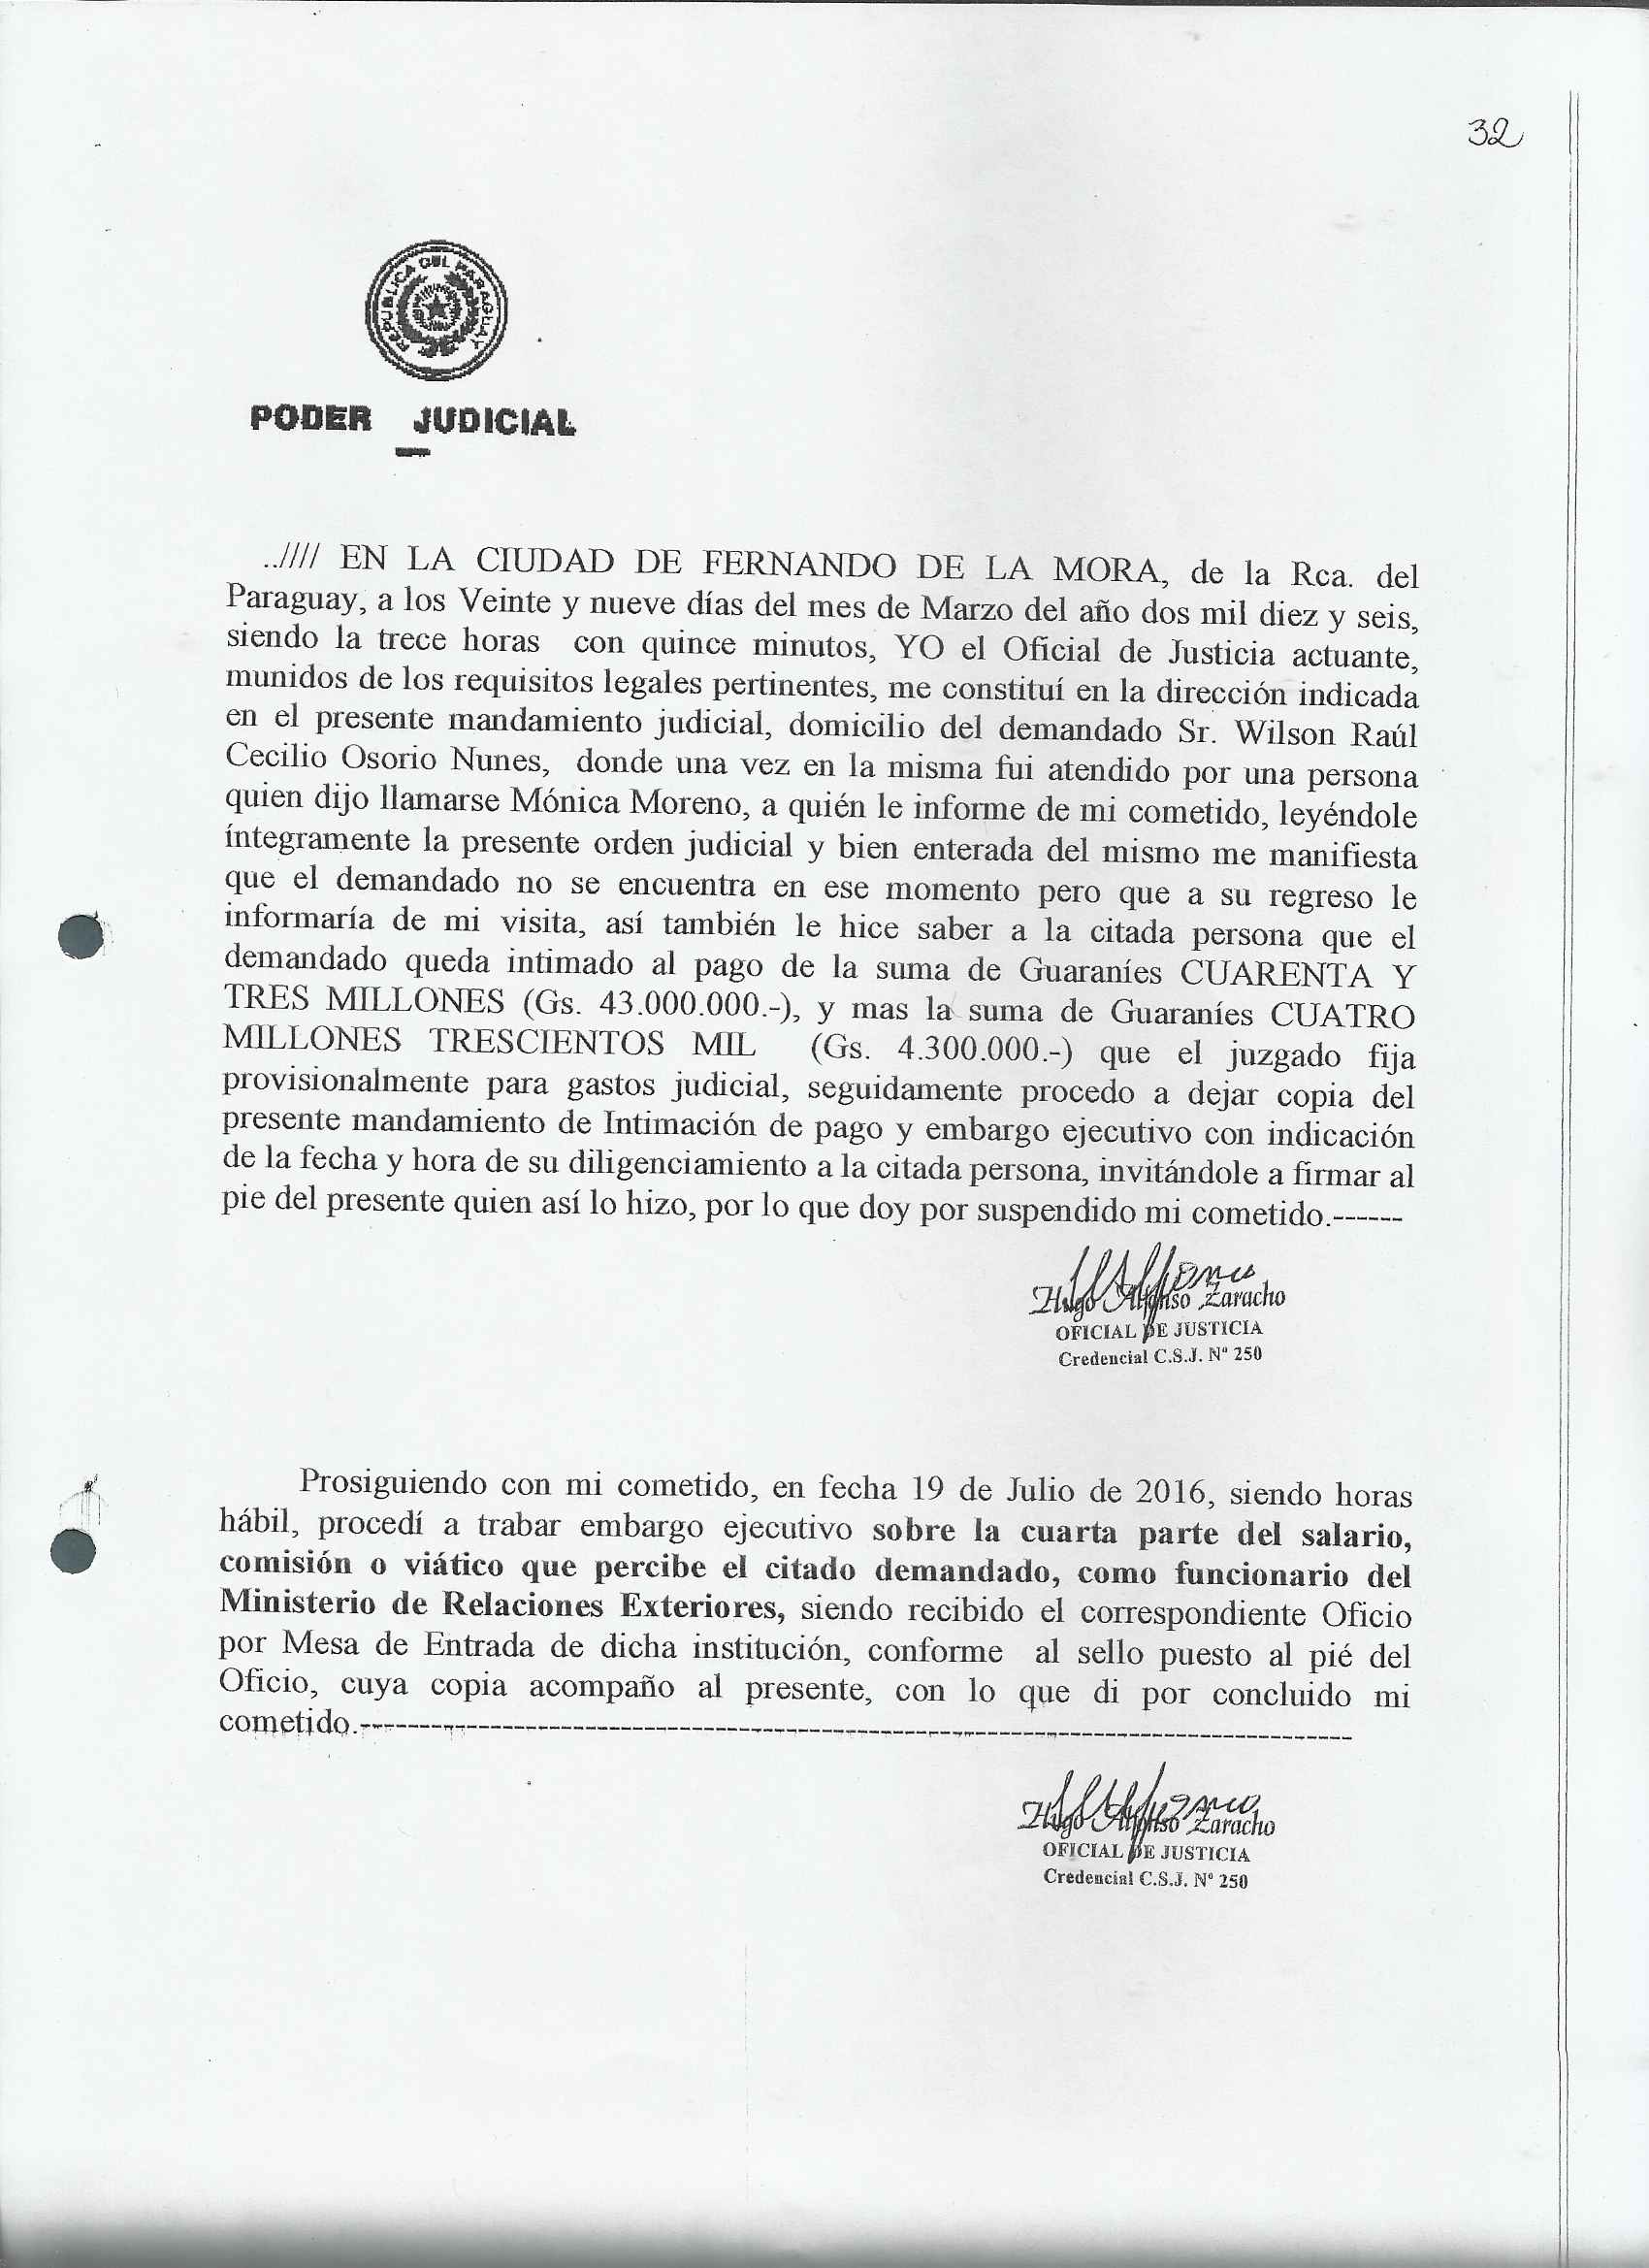 32
REPUBLICA DEL PARAGUAY
PODER JUDICIAL
..//// EN LA CIUDAD DE FERNANDO DE LA MORA, de la Rca. del
Paraguay, a los Veinte y nueve días del mes de Marzo del año dos mil diez y seis,
siendo la trece horas con quince minutos, YO el Oficial de Justicia actuante,
munidos de los requisitos legales pertinentes, me constituí en la dirección indicada
en el presente mandamiento judicial, domicilio del demandado Sr. Wilson Raúl
Cecilio Osorio Nunes, donde una vez en la misma fui atendido por una persona
quien dijo llamarse Mónica Moreno, a quién le informe de mi cometido, leyéndole
íntegramente la presente orden judicial y bien enterada del mismo me manifiesta
que el demandado no se encuentra en ese momento pero que a su regreso le
informaría de mi visita, así también le hice saber a la citada persona que el
demandado queda intimado al pago de la suma de Guaraníes CUARENTA Y
TRES MILLONES (Gs. 43.000.000.-), y mas la suma de Guaraníes CUATRO
MILLONES TRESCIENTOS MIL (Gs. 4.300.000.-) que el juzgado fija
provisionalmente para gastos judicial, seguidamente procedo a dejar copia del
presente mandamiento de Intimación de pago y embargo ejecutivo con indicación
de la fecha y hora de su diligenciamiento a la citada persona, invitándole a firmar al
pie del presente quien así lo hizo, por lo que doy por suspendido mi cometido.------
Hugo Alfonso Zaracho
OFICIAL DE JUSTICIA
Credencial C.S.J. Nº 250
Prosiguiendo con mi cometido, en fecha 19 de Julio de 2016, siendo horas
hábil, procedí a trabar embargo ejecutivo sobre la cuarta parte del salario,
comisión o viático que percibe el citado demandado, como funcionario del
Ministerio de Relaciones Exteriores, siendo recibido el correspondiente Oficio
por Mesa de Entrada de dicha institución, conforme al sello puesto al pié del
Oficio, cuya copia acompaño al presente, con lo que di por concluido mi
cometido.--------------------------------------------------------------------------------
Hugo Alfonso Zaracho
OFICIAL DE JUSTICIA
Credencial C.S.J. Nº 250